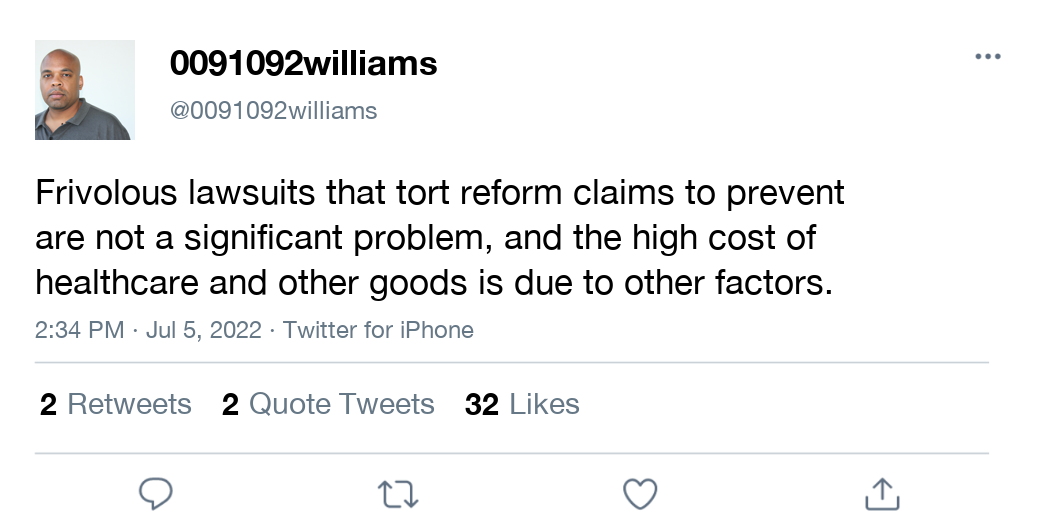 0091092williams
@0091092williams
Frivolous lawsuits that tort reform claims to prevent
are not a significant problem, and the high cost of
healthcare and other goods is due to other factors.
2:34 PM · Jul 5, 2022 · Twitter for iPhone
2 Retweets 2 Quote Tweets 32 Likes